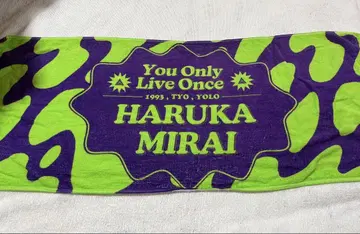 You Only
Live Once
1993 , TYO , YOLO
HARUKA
MIRAI